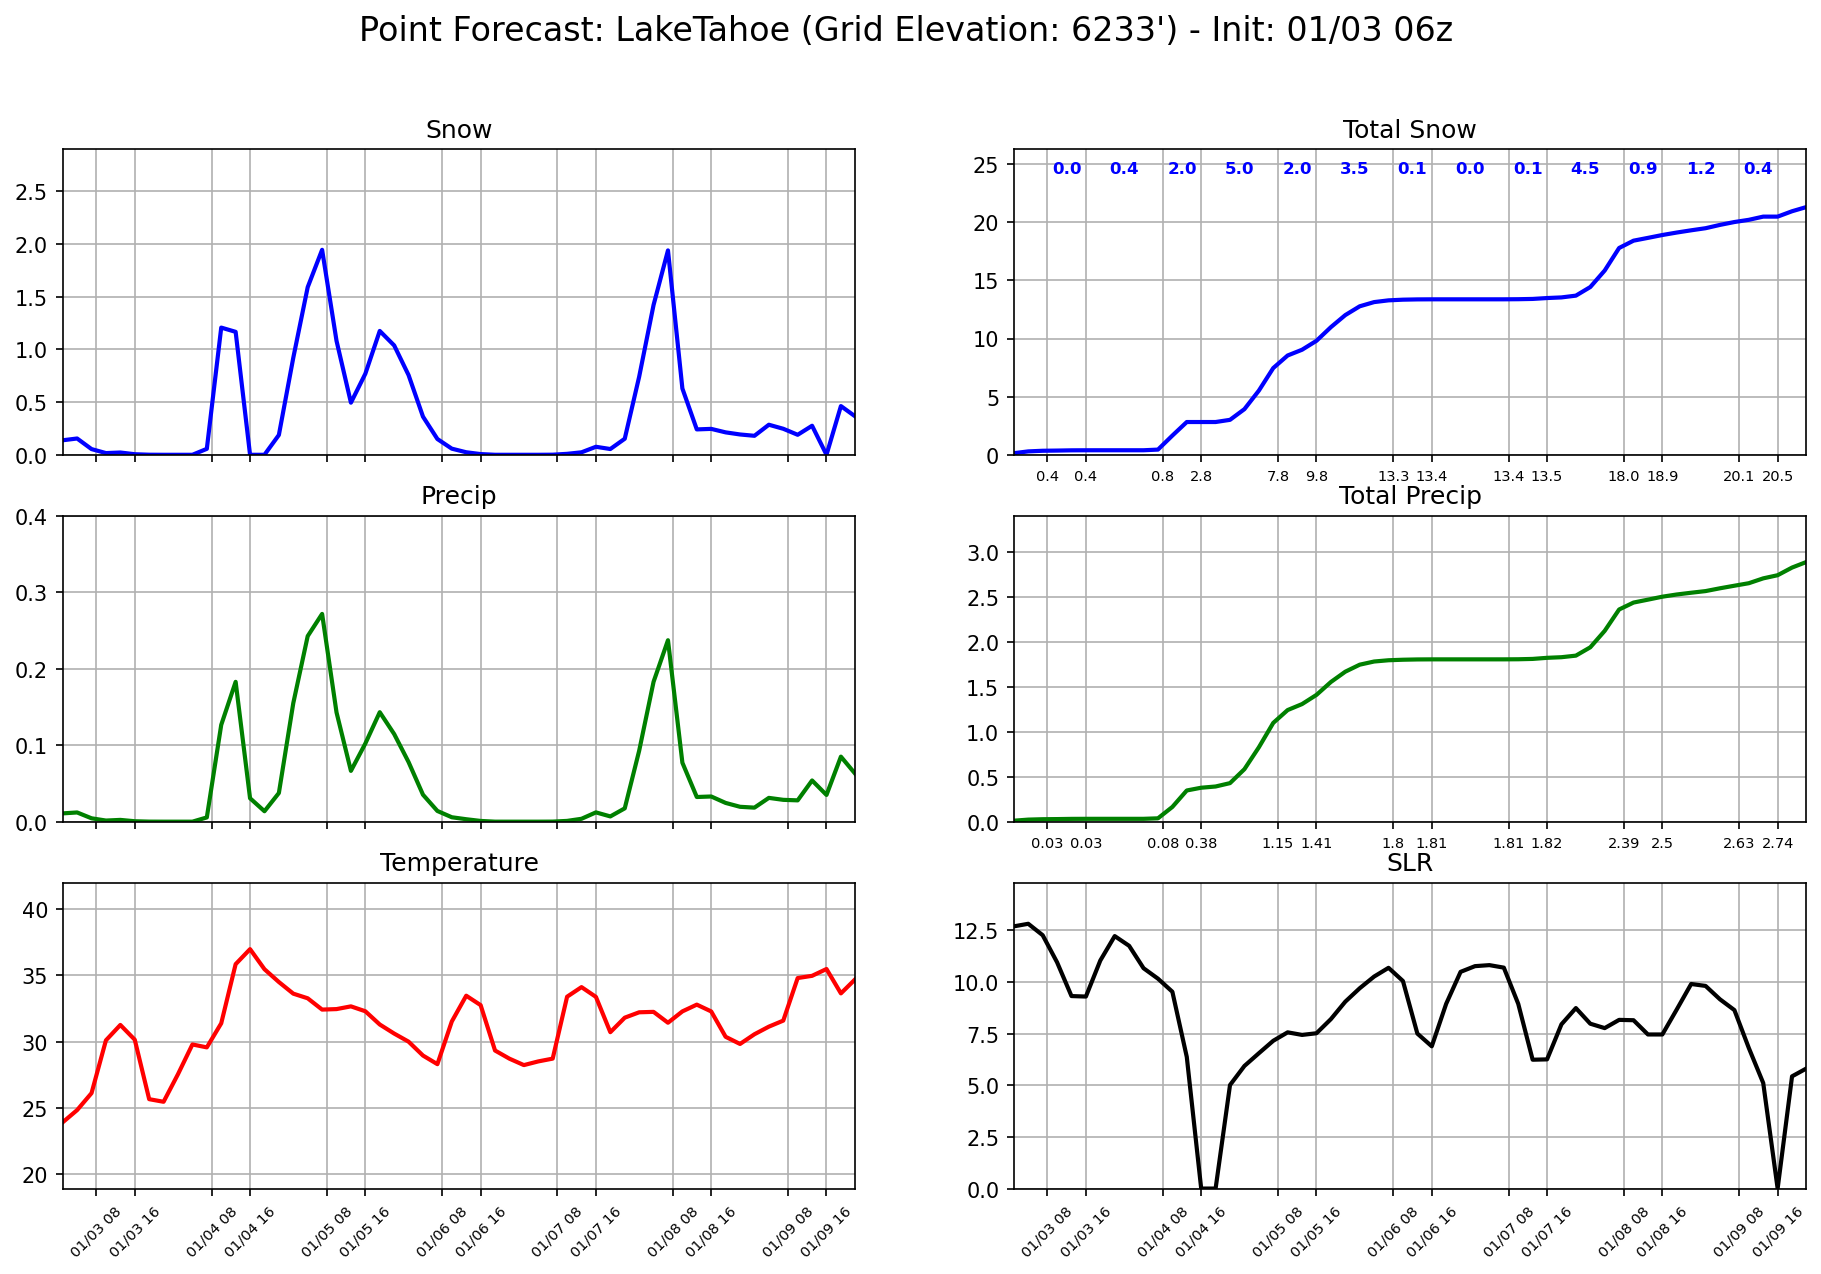 Point Forecast: LakeTahoe (Grid Elevation: 6233') - Init: 01/03 06z
Snow
2.5
2.0
1.5
1.0
0.5
0.0
Total Snow
0.0 0.4 2.0 5.0 2.0 3.5 0.1 0.0 0.1 4.5 0.9 1.2 0.4
25
20
15
10
5
0
0.4 0.4 0.8 2.8 7.8 9.8 13.3 13.4 13.4 13.5 18.0 18.9 20.1 20.5
Precip
0.4
0.3
0.2
0.1
0.0
Total Precip
3.0
2.5
2.0
1.5
1.0
0.5
0.0
0.03 0.03 0.08 0.38 1.15 1.41 1.8 1.81 1.81 1.82 2.39 2.5 2.63 2.74
Temperature
40
35
30
25
20
01/03 08 01/03 16 01/04 08 01/04 16 01/05 08 01/05 16 01/06 08 01/06 16 01/07 08 01/07 16 01/08 08 01/08 16 01/09 08 01/09 16
SLR
12.5
10.0
7.5
5.0
2.5
0.0
01/03 08 01/03 16 01/04 08 01/04 16 01/05 08 01/05 16 01/06 08 01/06 16 01/07 08 01/07 16 01/08 08 01/08 16 01/09 08 01/09 16